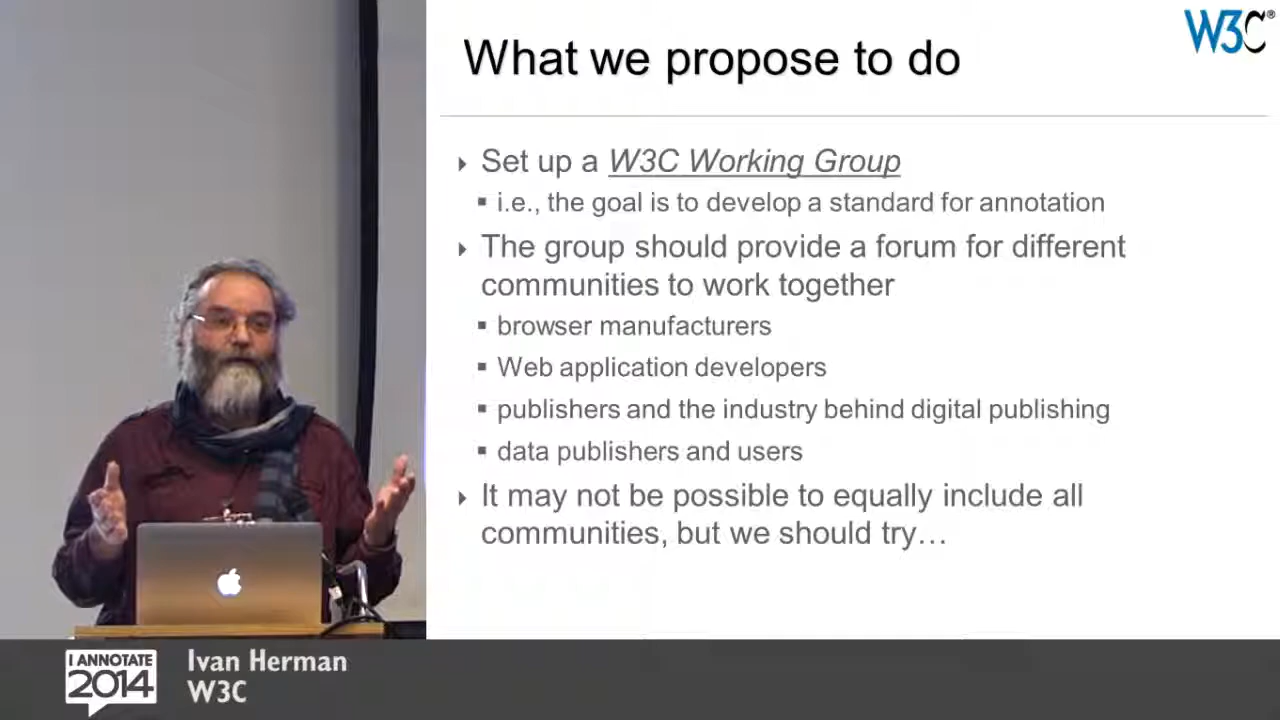 What we propose to do
W3C®
Set up a W3C Working Group
i.e., the goal is to develop a standard for annotation
The group should provide a forum for different
communities to work together
browser manufacturers
Web application developers
publishers and the industry behind digital publishing
data publishers and users
It may not be possible to equally include all
communities, but we should try…
I ANNOTATE
2014
Ivan Herman
W3C